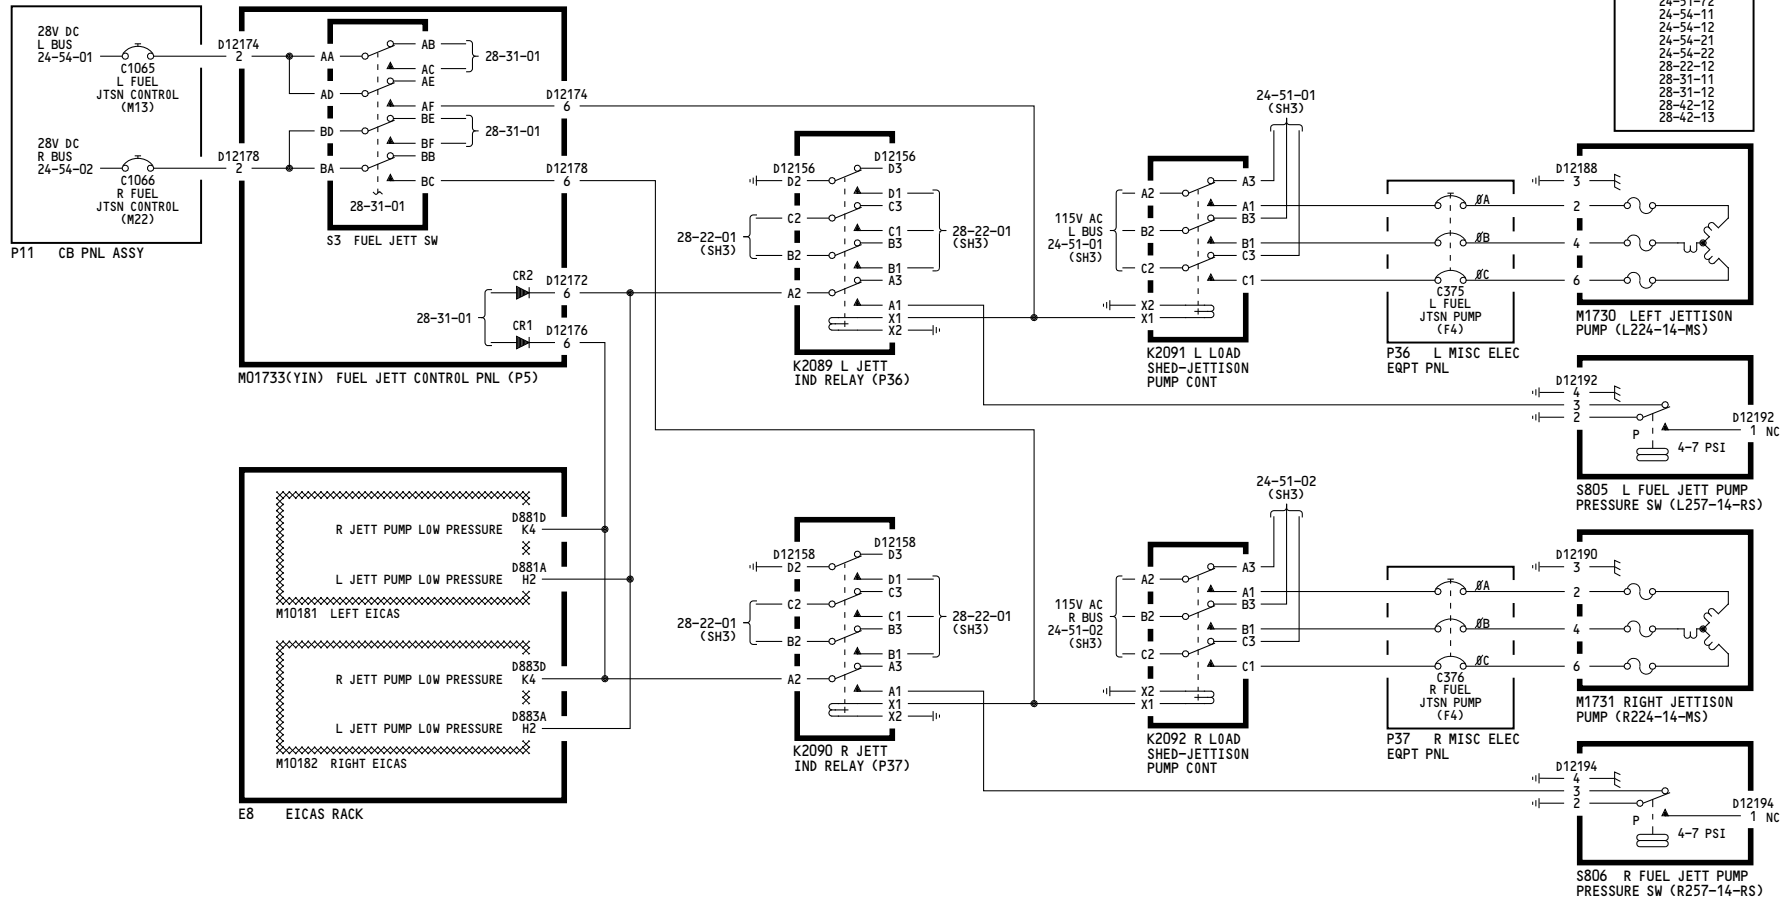 24-51-72
24-54-11
24-54-12
24-54-21
24-54-22
28-22-12
28-31-11
28-31-12
28-42-12
28-42-13
28V DC
L BUS
24-54-01
C1065
L FUEL
JTSN CONTROL
(M13)
28V DC
R BUS
24-54-02
C1066
R FUEL
JTSN CONTROL
(M22)
P11 CB PNL ASSY
D12174
2
D12178
2
AA
AD
BD
BA
AB
AC
AE
AF
BE
BF
BB
BC
28-31-01
28-31-01
28-31-01
S3 FUEL JETT SW
D12174
6
D12178
6
CR2
D12172
6
28-31-01
CR1
D12176
6
M01733(YIN) FUEL JETT CONTROL PNL (P5)
D12156
D2
C2
B2
A2
28-22-01
(SH3)
D12156
D3
D1
C3
C1
B3
B1
A3
A1
X1
X2
28-22-01
(SH3)
K2089 L JETT
IND RELAY (P36)
24-51-01
(SH3)
115V AC
L BUS
24-51-01
(SH3)
A2
B2
C2
X2
X1
A3
A1
B3
B1
C3
C1
K2091 L LOAD
SHED-JETTISON
PUMP CONT
ØA
ØB
ØC
C375
L FUEL
JTSN PUMP
(F4)
P36 L MISC ELEC
EQPT PNL
D12188
3
2
4
6
M1730 LEFT JETTISON
PUMP (L224-14-MS)
D12192
4
3
2
D12192
1 NC
P
4-7 PSI
S805 L FUEL JETT PUMP
PRESSURE SW (L257-14-RS)
R JETT PUMP LOW PRESSURE
D881D
K4
L JETT PUMP LOW PRESSURE
D881A
H2
M10181 LEFT EICAS
R JETT PUMP LOW PRESSURE
D883D
K4
L JETT PUMP LOW PRESSURE
D883A
H2
M10182 RIGHT EICAS
E8 EICAS RACK
D12158
D2
C2
B2
A2
28-22-01
(SH3)
D12158
D3
D1
C3
C1
B3
B1
A3
A1
X1
X2
28-22-01
(SH3)
K2090 R JETT
IND RELAY (P37)
24-51-02
(SH3)
115V AC
R BUS
24-51-02
(SH3)
A2
B2
C2
X2
X1
A3
A1
B3
B1
C3
C1
K2092 R LOAD
SHED-JETTISON
PUMP CONT
ØA
ØB
ØC
C376
R FUEL
JTSN PUMP
(F4)
P37 R MISC ELEC
EQPT PNL
D12190
3
2
4
6
M1731 RIGHT JETTISON
PUMP (R224-14-MS)
D12194
4
3
2
D12194
1 NC
P
4-7 PSI
S806 R FUEL JETT PUMP
PRESSURE SW (R257-14-RS)